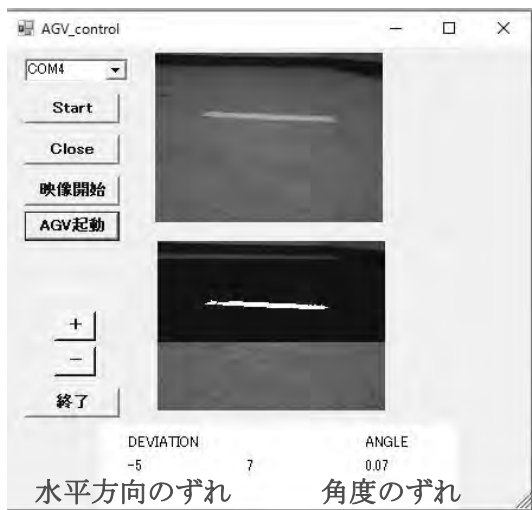 AGV_control
COM4
Start
Close
映像開始
AGV起動
+
−
終了
DEVIATION ANGLE
-5 7 0.07
水平方向のずれ 角度のずれ